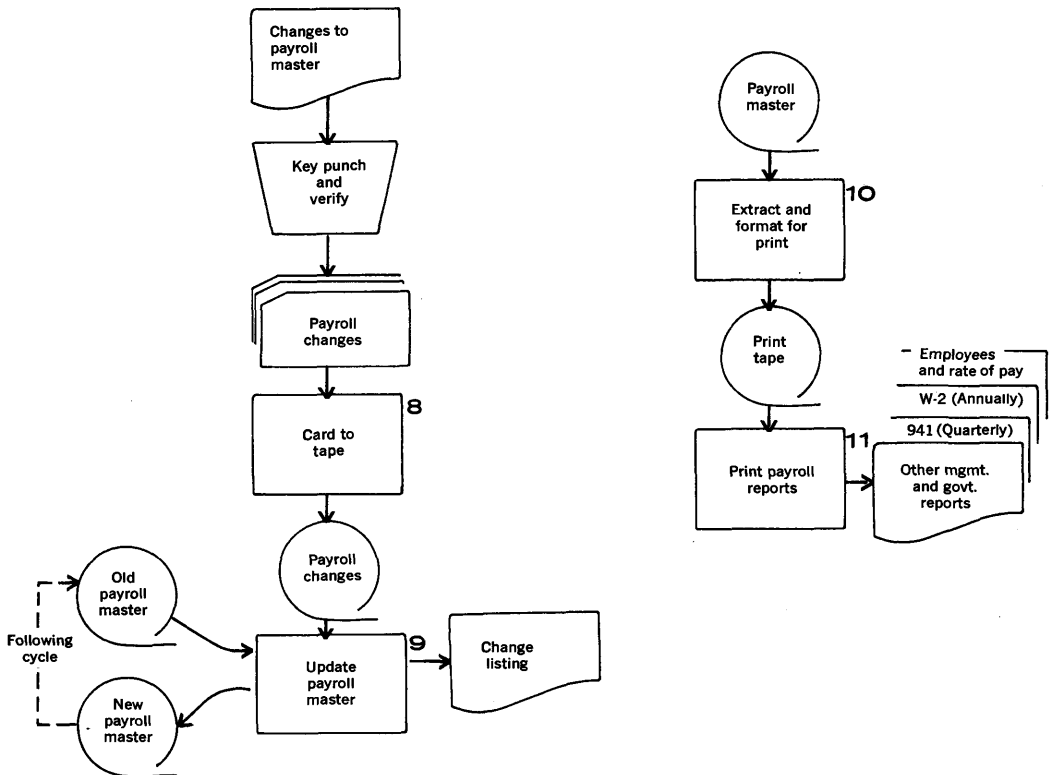 Changes to
payroll
master
Key punch
and
verify
Payroll
changes
8
Card to
tape
Payroll
changes
Old
payroll
master
Following
cycle
New
payroll
master
9
Update
payroll
master
Change
listing
Payroll
master
10
Extract and
format for
print
Print
tape
11
Print payroll
reports
Employees
and rate of pay
W-2 (Annually)
941 (Quarterly)
Other mgmt.
and govt.
reports